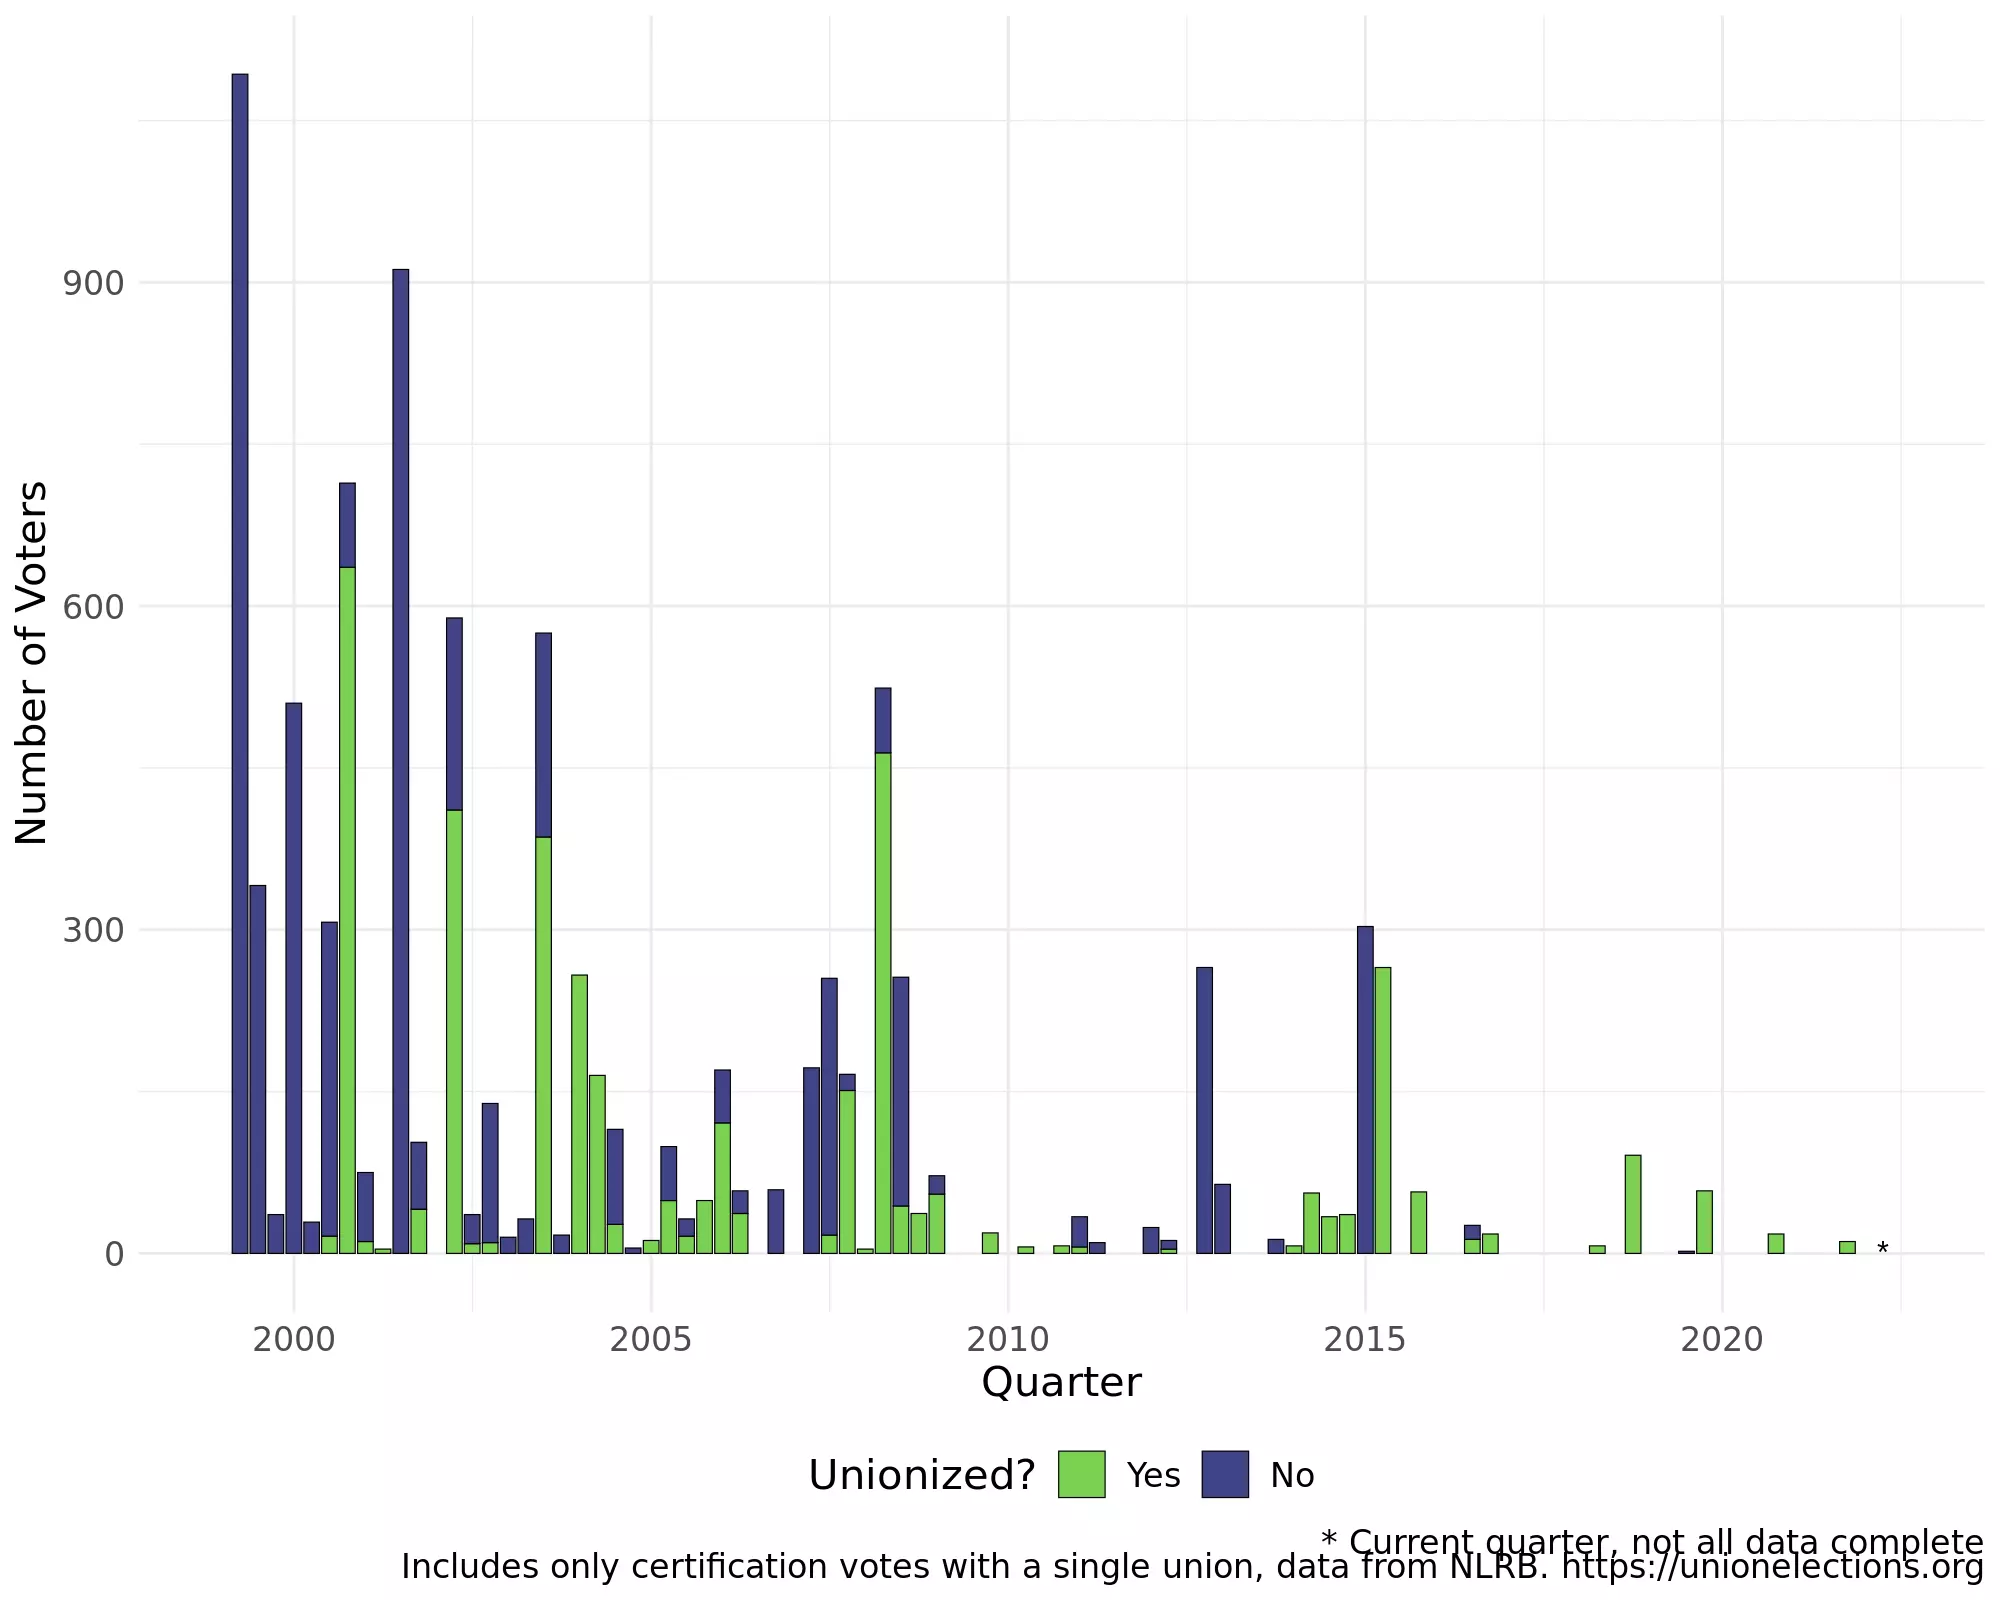 Number of Voters
900
600
300
0
*
2000 2005 2010 2015 2020
Quarter
Unionized? Yes No
* Current quarter, not all data complete
Includes only certification votes with a single union, data from NLRB. https://unionelections.org